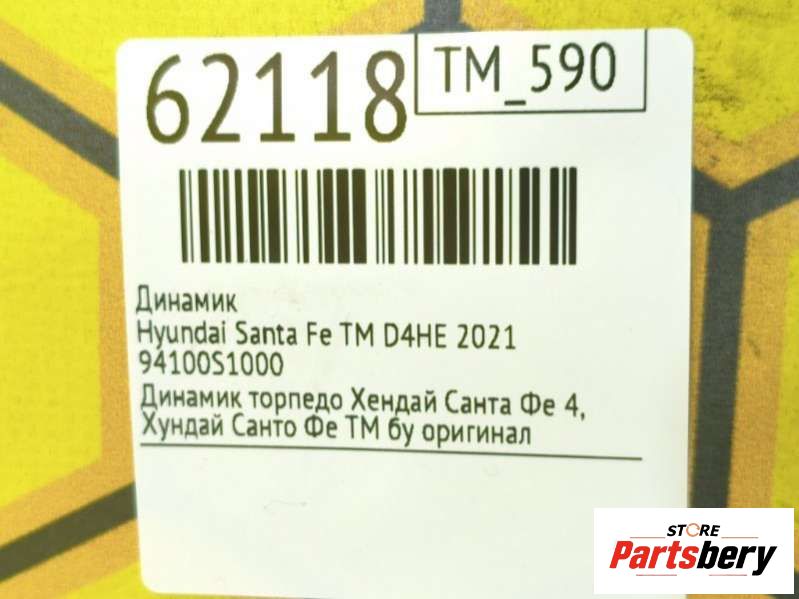 62118
TM_590
Динамик
Hyundai Santa Fe TM D4HE 2021
94100S1000
Динамик торпедо Хендай Санта Фе 4,
Хундай Санто Фе ТМ бу оригинал
STORE
Partsbery